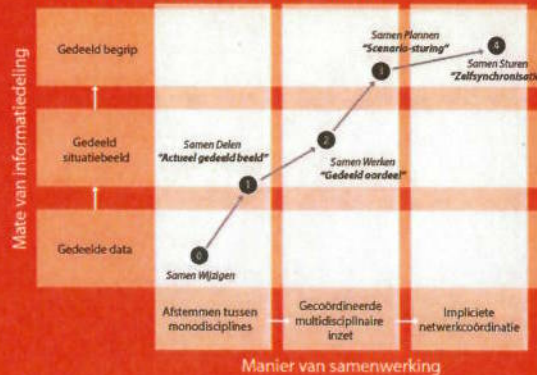 Mate van informatiedeling
Gedeeld begrip
Gedeeld
situatiebeeld
Gedeelde data
Samen Plannen
"Scenario-sturing"
3
4
Samen Sturen
"Zelfsynchronisatie
Samen Delen
"Actueel gedeeld beeld"
1
2
Samen Werken
"Gedeeld oordeel"
0
Samen Wijzigen
Afstemmen tussen
monodisciplines
Gecoördineerde
multidisciplinaire
inzet
Impliciete
netwerkcoördinatie
Manier van samenwerking